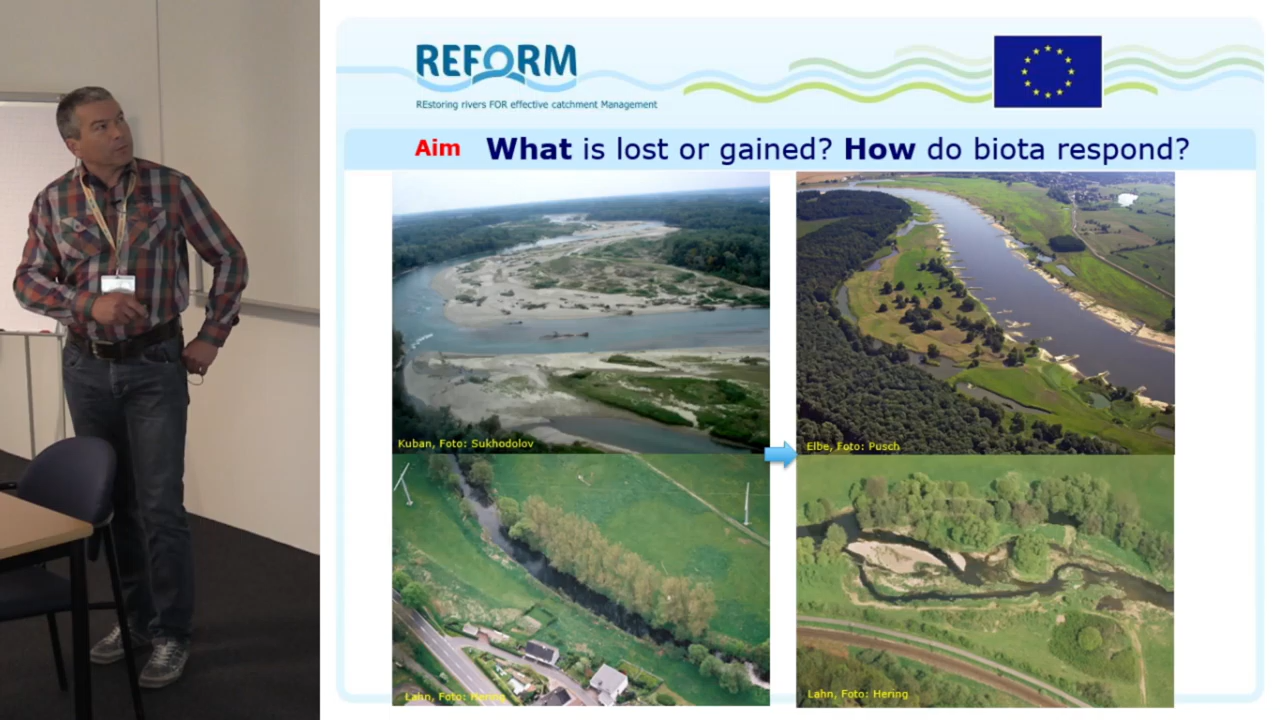 REFORM
REstoring rivers FOR effective catchment Management
Aim What is lost or gained? How do biota respond?
Kuban, Foto: Sukhodolov
Elbe, Foto: Pusch
Lahn, Foto: Hering
Lahn, Foto: Hering